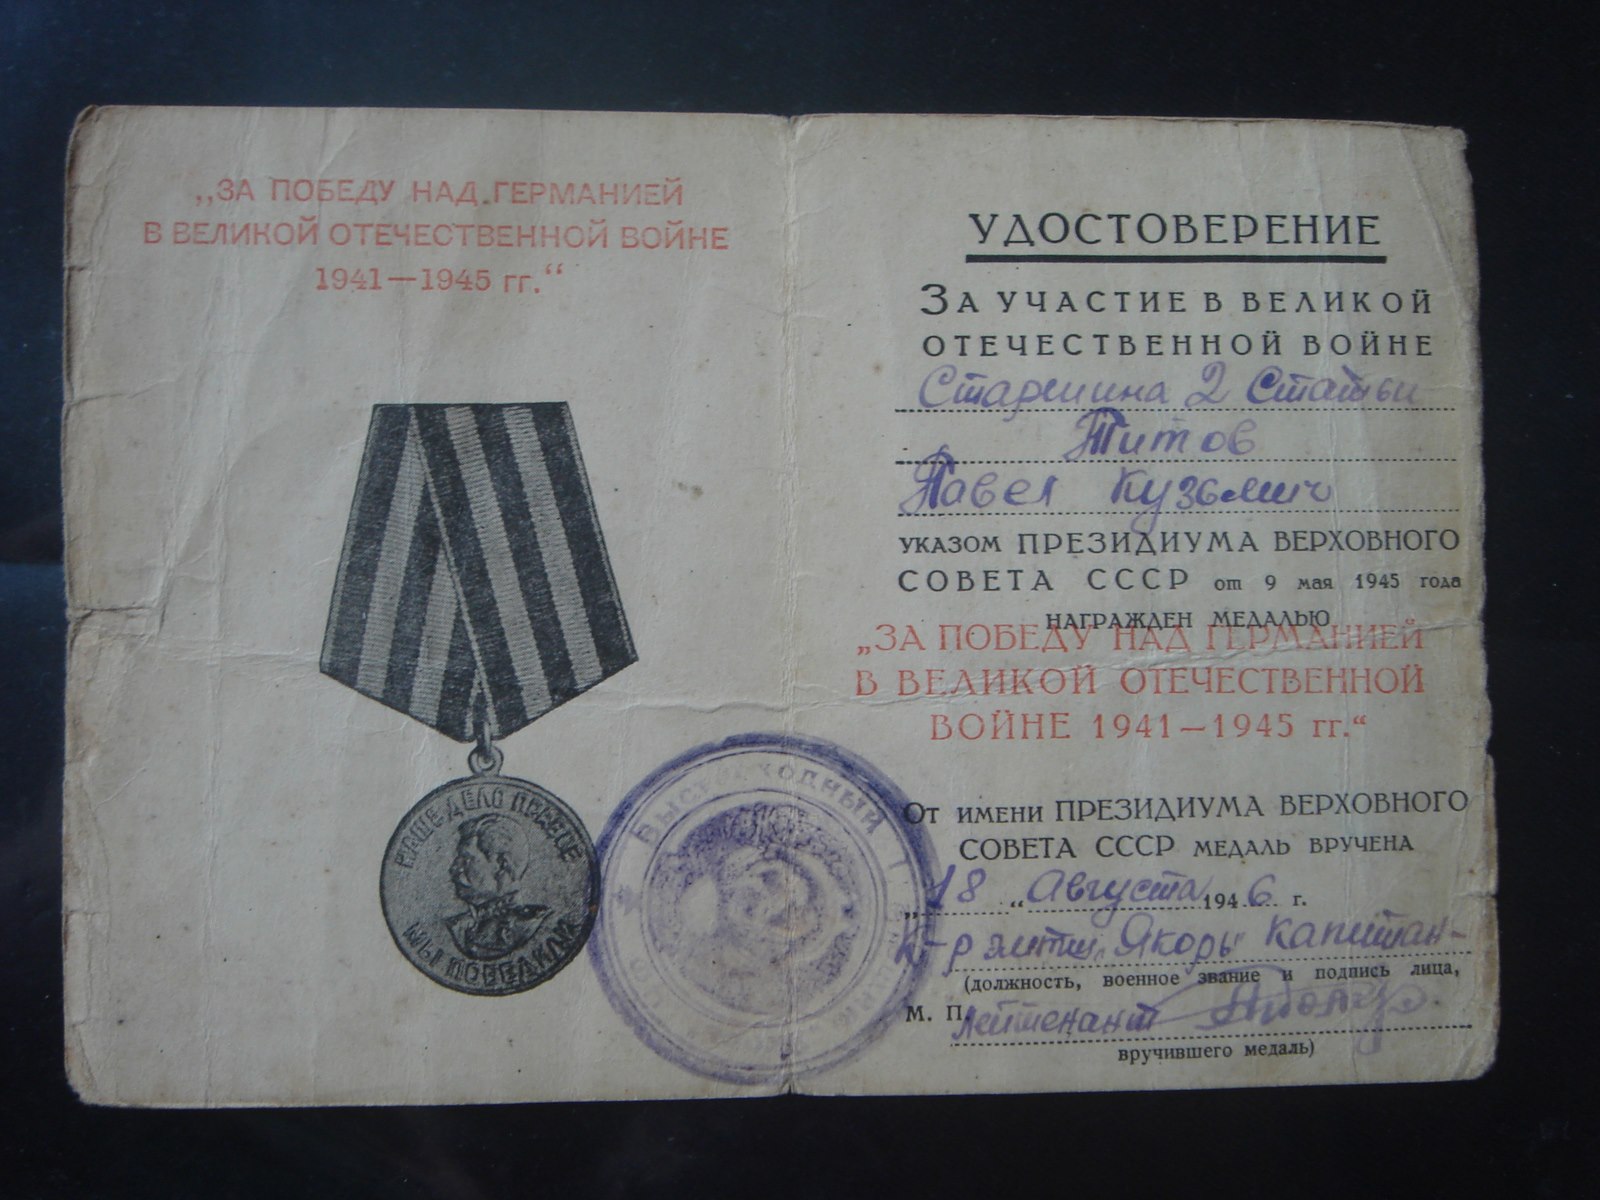 „ЗА ПОБЕДУ НАД ГЕРМАНИЕЙ
В ВЕЛИКОЙ ОТЕЧЕСТВЕННОЙ ВОЙНЕ
1941—1945 гг.“
НАШЕ ДЕЛО ПРАВОЕ
МЫ ПОБЕДИЛИ
БЫСТРОХОДНЫЙ
УДОСТОВЕРЕНИЕ
ЗА УЧАСТИЕ В ВЕЛИКОЙ
ОТЕЧЕСТВЕННОЙ ВОЙНЕ
Старшина 2 Статьи
Титов
Павел Кузьмич
УКАЗОМ ПРЕЗИДИУМА ВЕРХОВНОГО
СОВЕТА СССР от 9 мая 1945 года
НАГРАЖДЕН МЕДАЛЬЮ
„ЗА ПОБЕДУ НАД ГЕРМАНИЕЙ
В ВЕЛИКОЙ ОТЕЧЕСТВЕННОЙ
ВОЙНЕ 1941—1945 гг.“
ОТ ИМЕНИ ПРЕЗИДИУМА ВЕРХОВНОГО
СОВЕТА СССР МЕДАЛЬ ВРУЧЕНА
„18“ Августа 1946 г.
К-р эмтщ „Якорь“ капитан-
(должность, военное звание и подпись лица,
М. П. лейтенант
вручившего медаль)